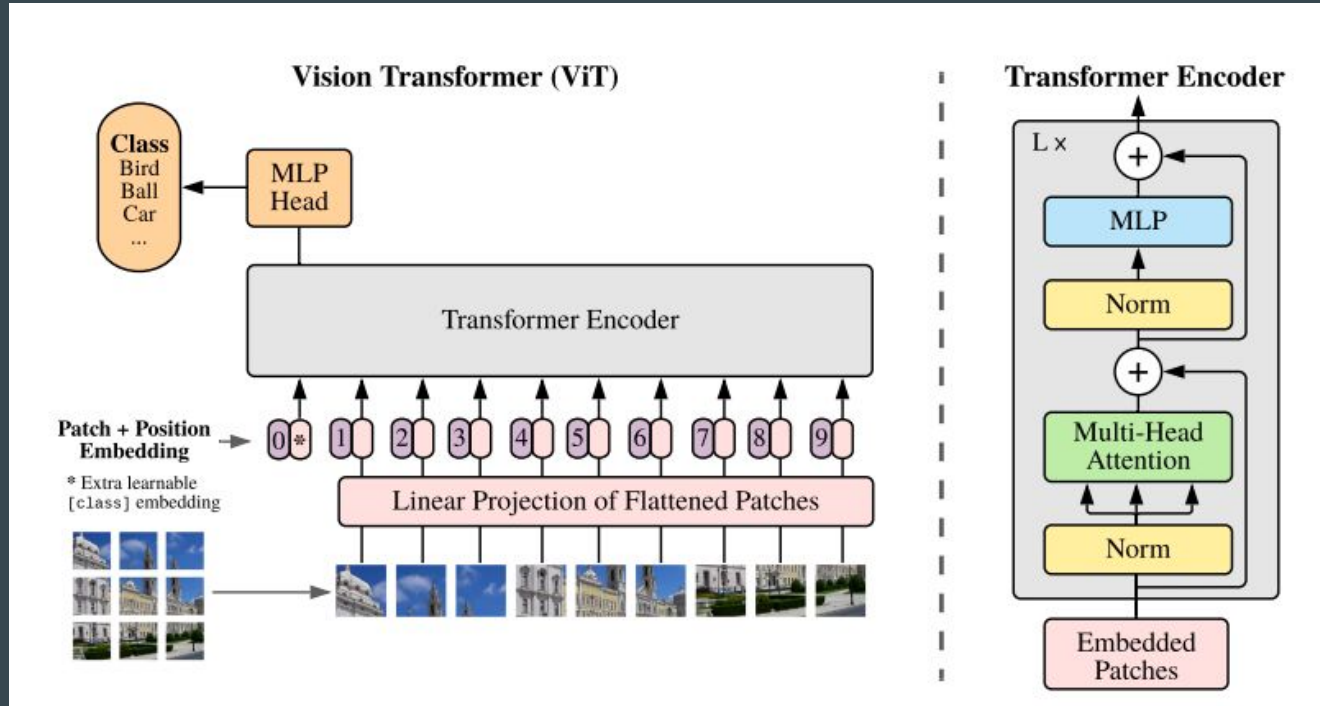 Vision Transformer (ViT)
Class
Bird
Ball
Car
...
MLP
Head
Transformer Encoder
Patch + Position
Embedding
* Extra learnable
[class] embedding
0 * 1 2 3 4 5 6 7 8 9
Linear Projection of Flattened Patches
Transformer Encoder
L ×
+
MLP
Norm
+
Multi-Head
Attention
Norm
Embedded
Patches